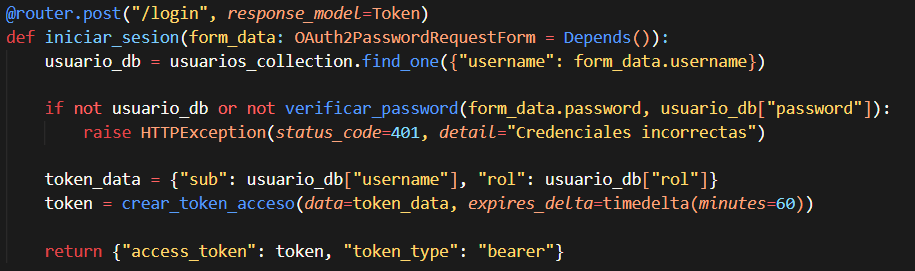 @router.post("/login", response_model=Token)
def iniciar_sesion(form_data: OAuth2PasswordRequestForm = Depends()):
    usuario_db = usuarios_collection.find_one({"username": form_data.username})

    if not usuario_db or not verificar_password(form_data.password, usuario_db["password"]):
        raise HTTPException(status_code=401, detail="Credenciales incorrectas")

    token_data = {"sub": usuario_db["username"], "rol": usuario_db["rol"]}
    token = crear_token_acceso(data=token_data, expires_delta=timedelta(minutes=60))

    return {"access_token": token, "token_type": "bearer"}